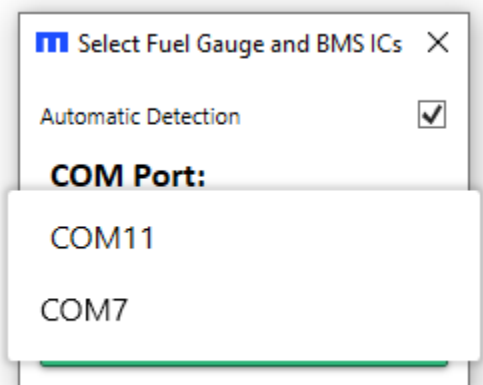 Select Fuel Gauge and BMS ICs
Automatic Detection
COM Port:
COM11
COM7